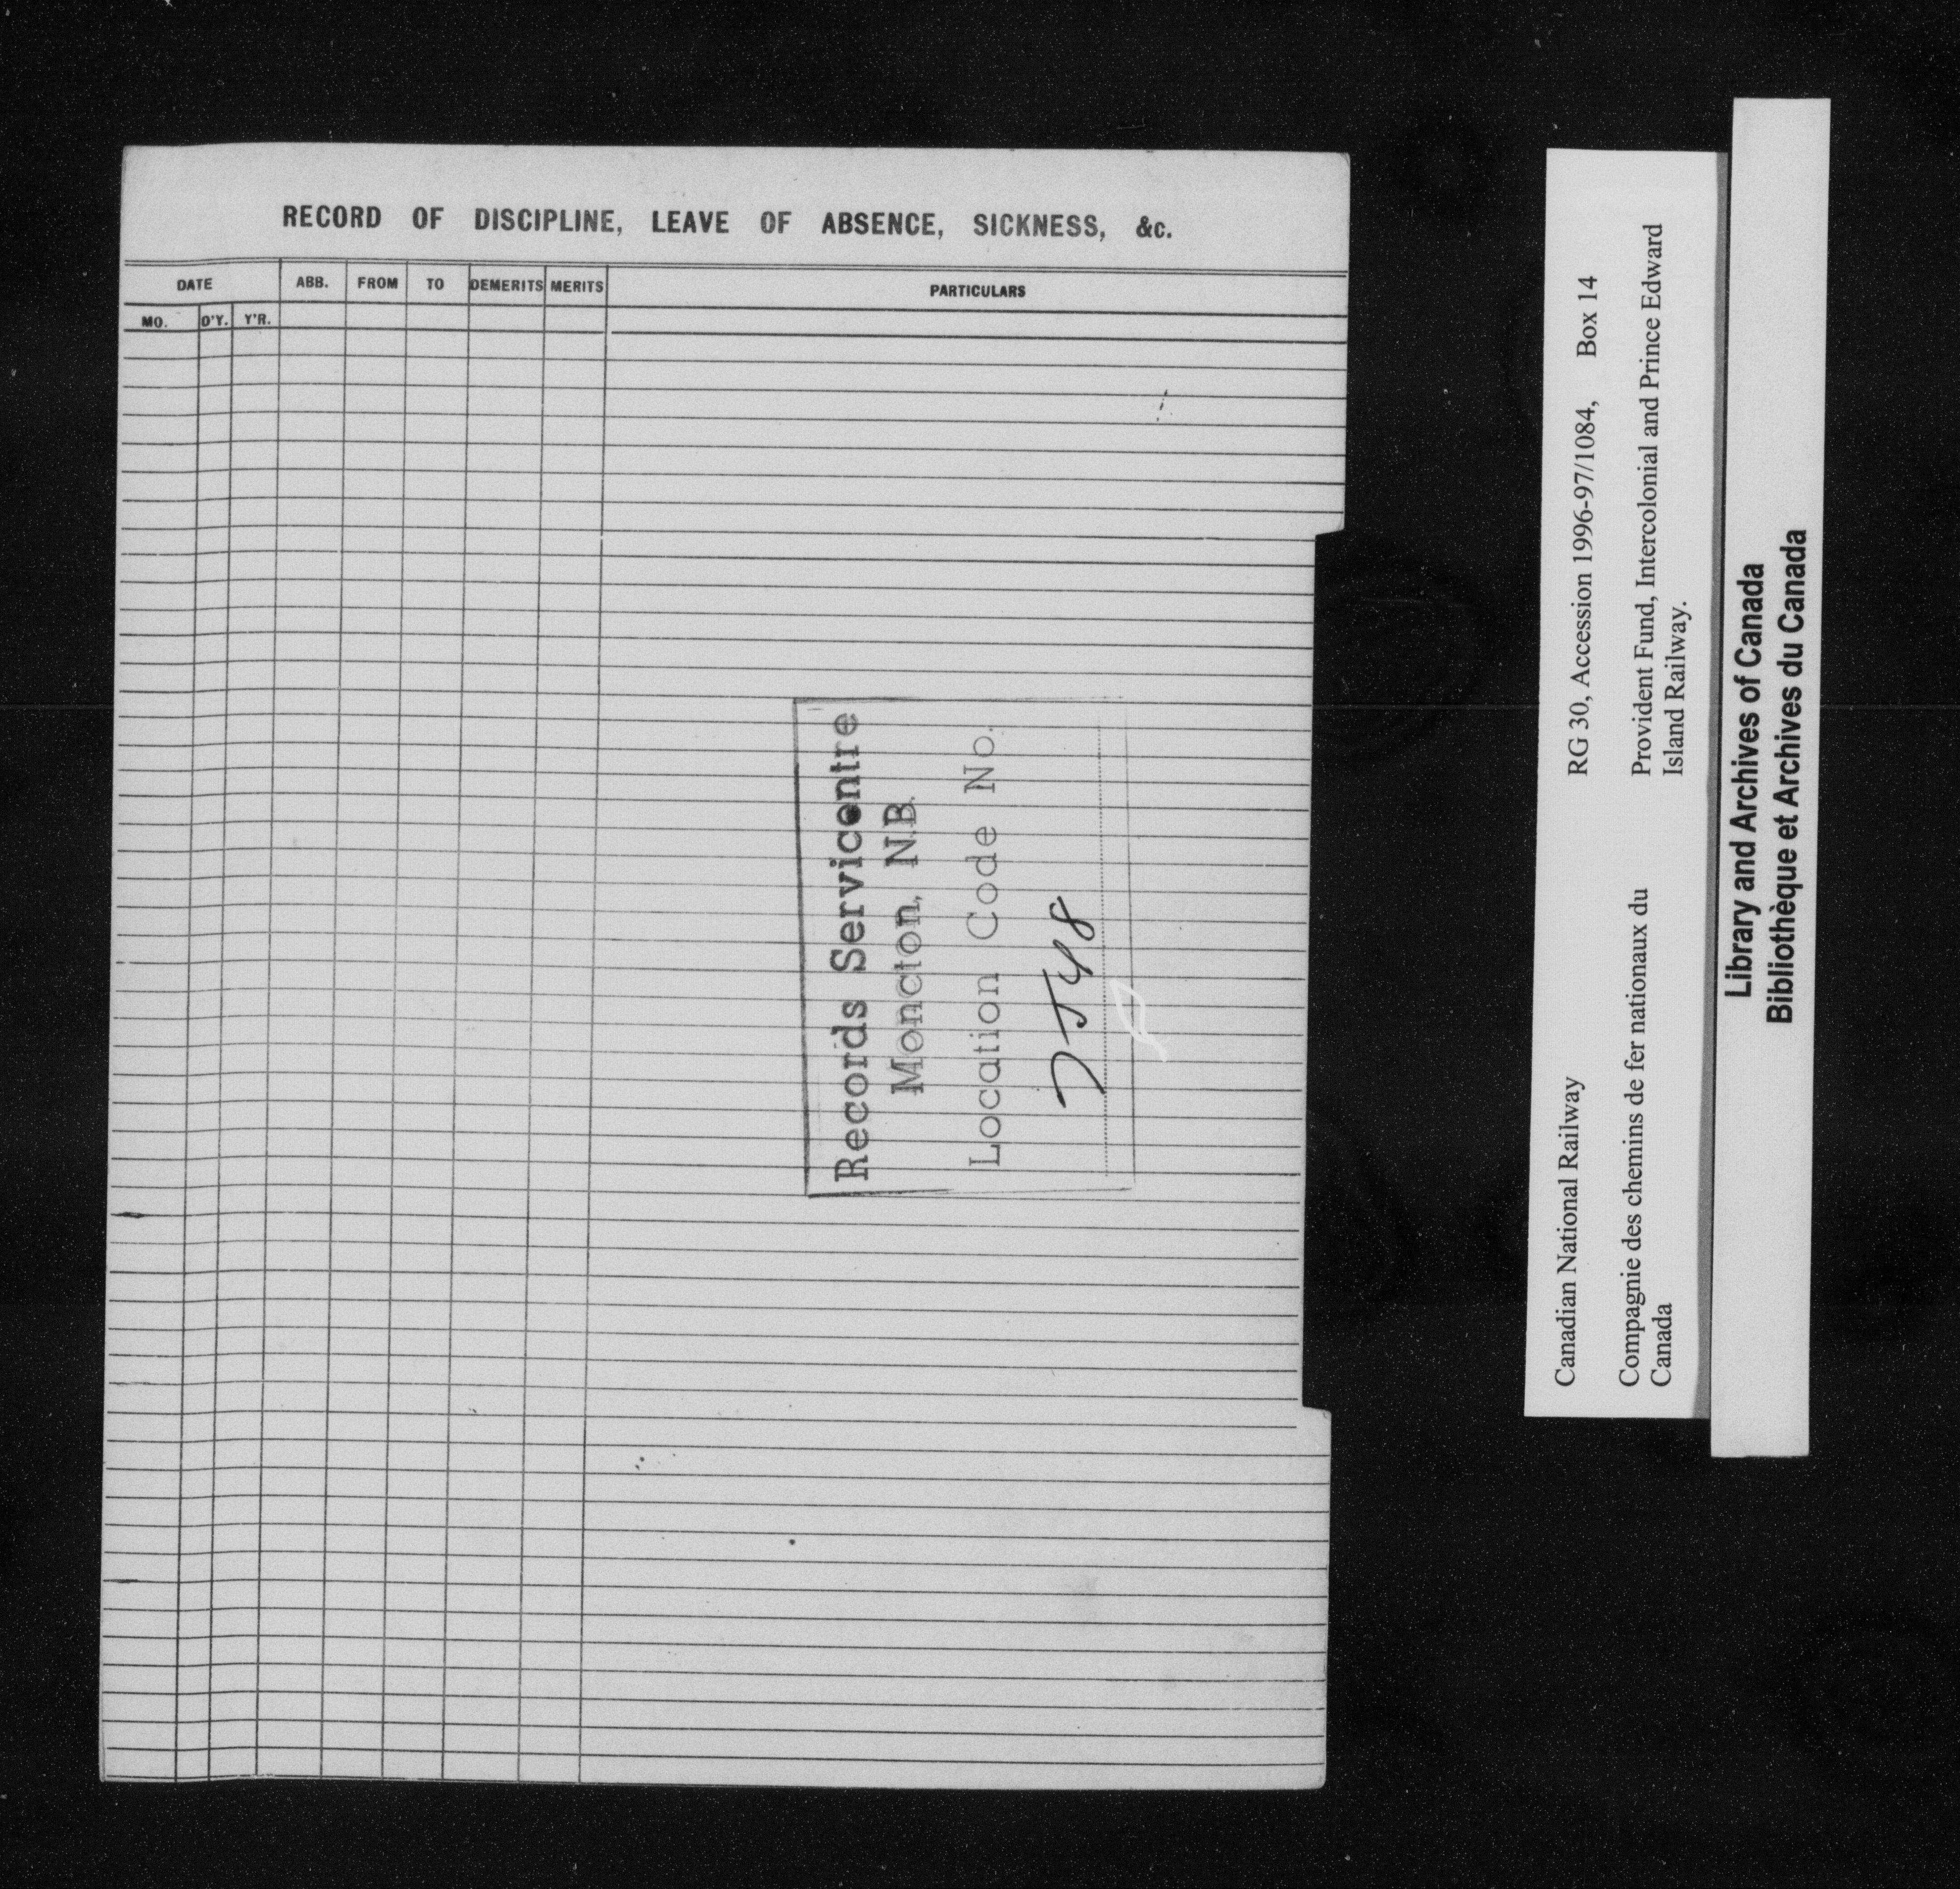 RECORD OF DISCIPLINE, LEAVE OF ABSENCE, SICKNESS, &c.
DATE ABB. FROM TO DEMERITS MERITS PARTICULARS
MO. D'Y. Y'R.
Records Servicentre
Moncton, N.B.
Location Code No.
Canadian National Railway RG 30, Accession 1996-97/1084, Box 14
Compagnie des chemins de fer nationaux du Provident Fund, Intercolonial and Prince Edward
Canada Island Railway.
Library and Archives of Canada
Bibliothèque et Archives du Canada